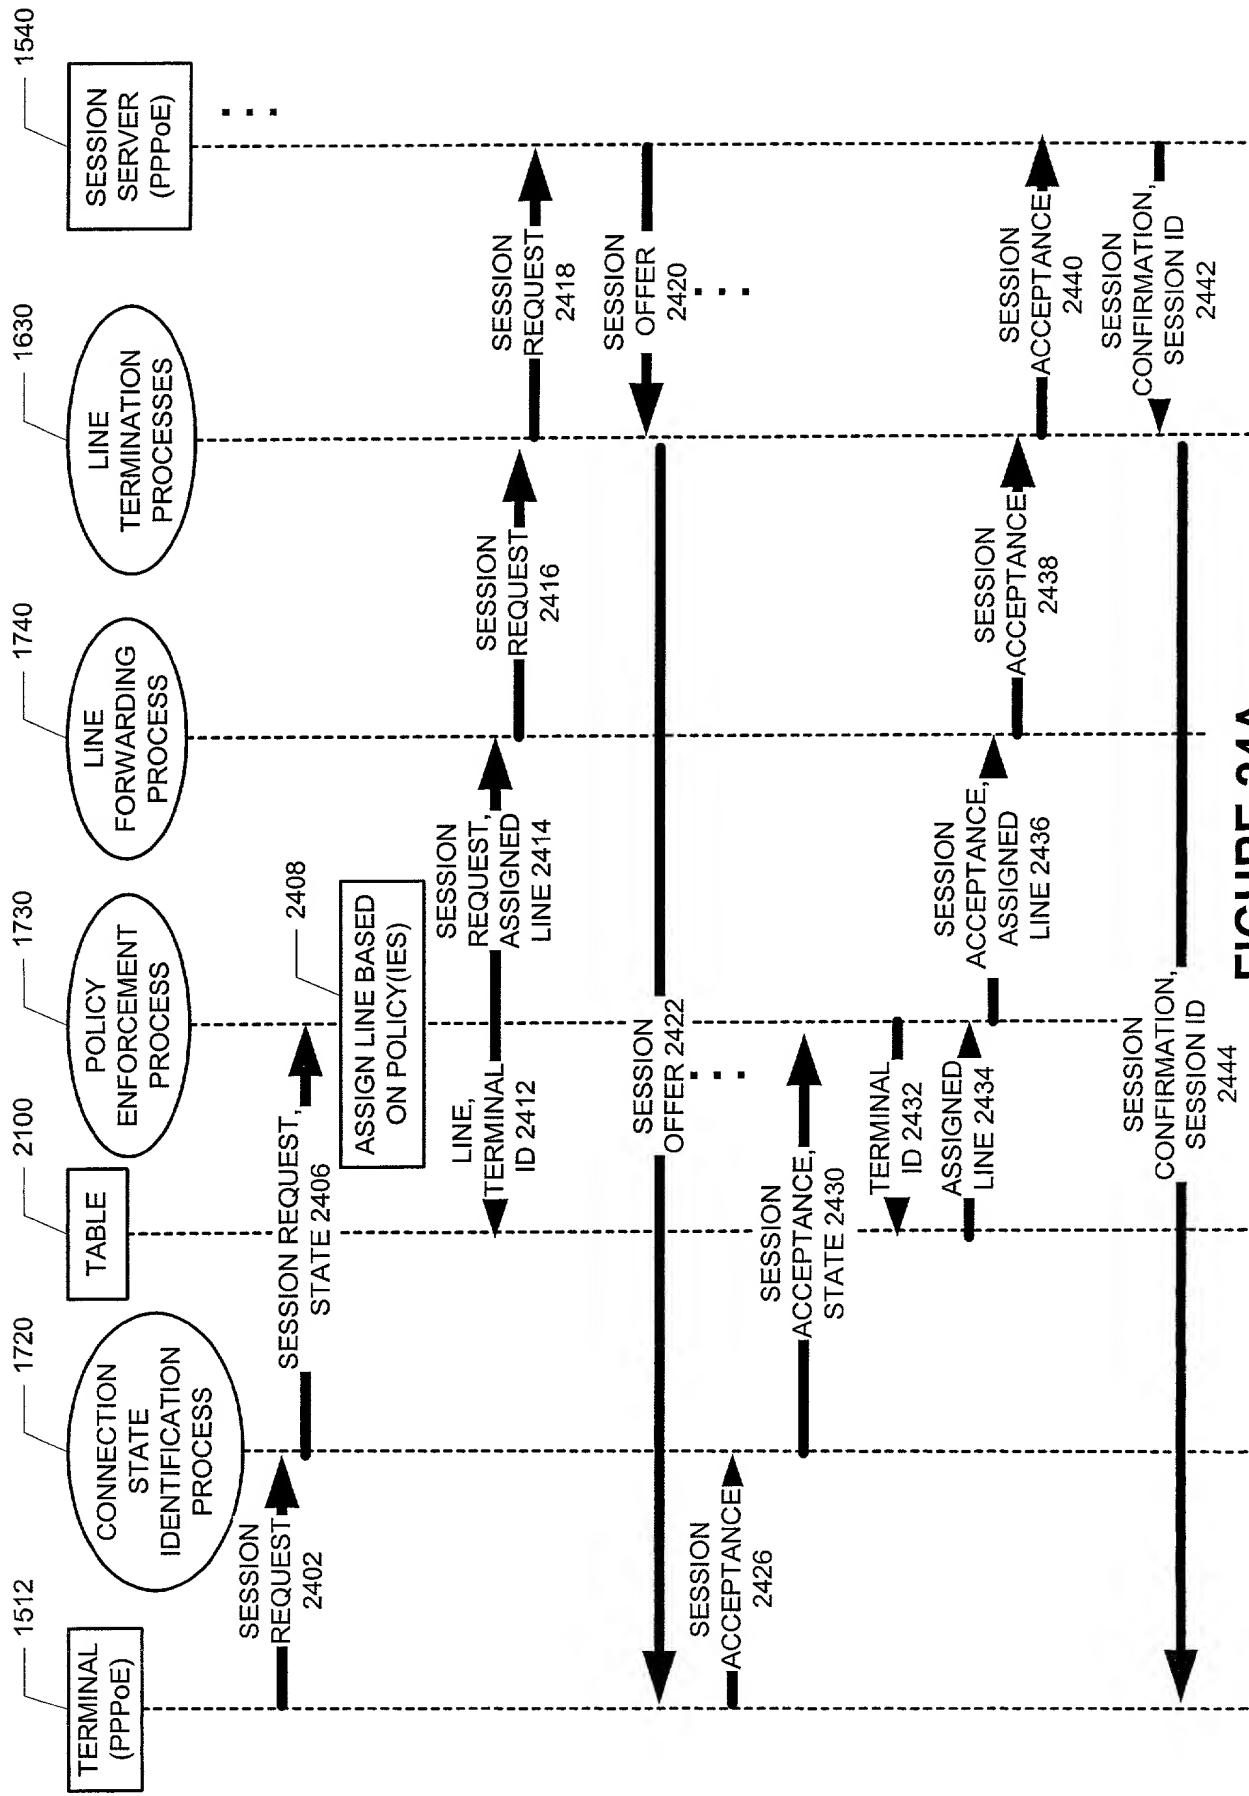 1512
TERMINAL
(PPPoE)
1720
CONNECTION
STATE
IDENTIFICATION
PROCESS
2100
TABLE
1730
POLICY
ENFORCEMENT
PROCESS
1740
LINE
FORWARDING
PROCESS
1630
LINE
TERMINATION
PROCESSES
1540
SESSION
SERVER
(PPPoE)
. . .
SESSION
REQUEST
2402
SESSION REQUEST,
STATE 2406
2408
ASSIGN LINE BASED
ON POLICY(IES)
LINE,
TERMINAL
ID 2412
SESSION
REQUEST,
ASSIGNED
LINE 2414
SESSION
REQUEST
2416
SESSION
REQUEST
2418
SESSION
OFFER
2420
. . .
SESSION
OFFER 2422
. . .
SESSION
ACCEPTANCE
2426
SESSION
ACCEPTANCE,
STATE 2430
TERMINAL
ID 2432
ASSIGNED
LINE 2434
SESSION
ACCEPTANCE,
ASSIGNED
LINE 2436
SESSION
ACCEPTANCE
2438
SESSION
ACCEPTANCE
2440
SESSION
CONFIRMATION,
SESSION ID
2442
SESSION
CONFIRMATION,
SESSION ID
2444
FIGURE 24A